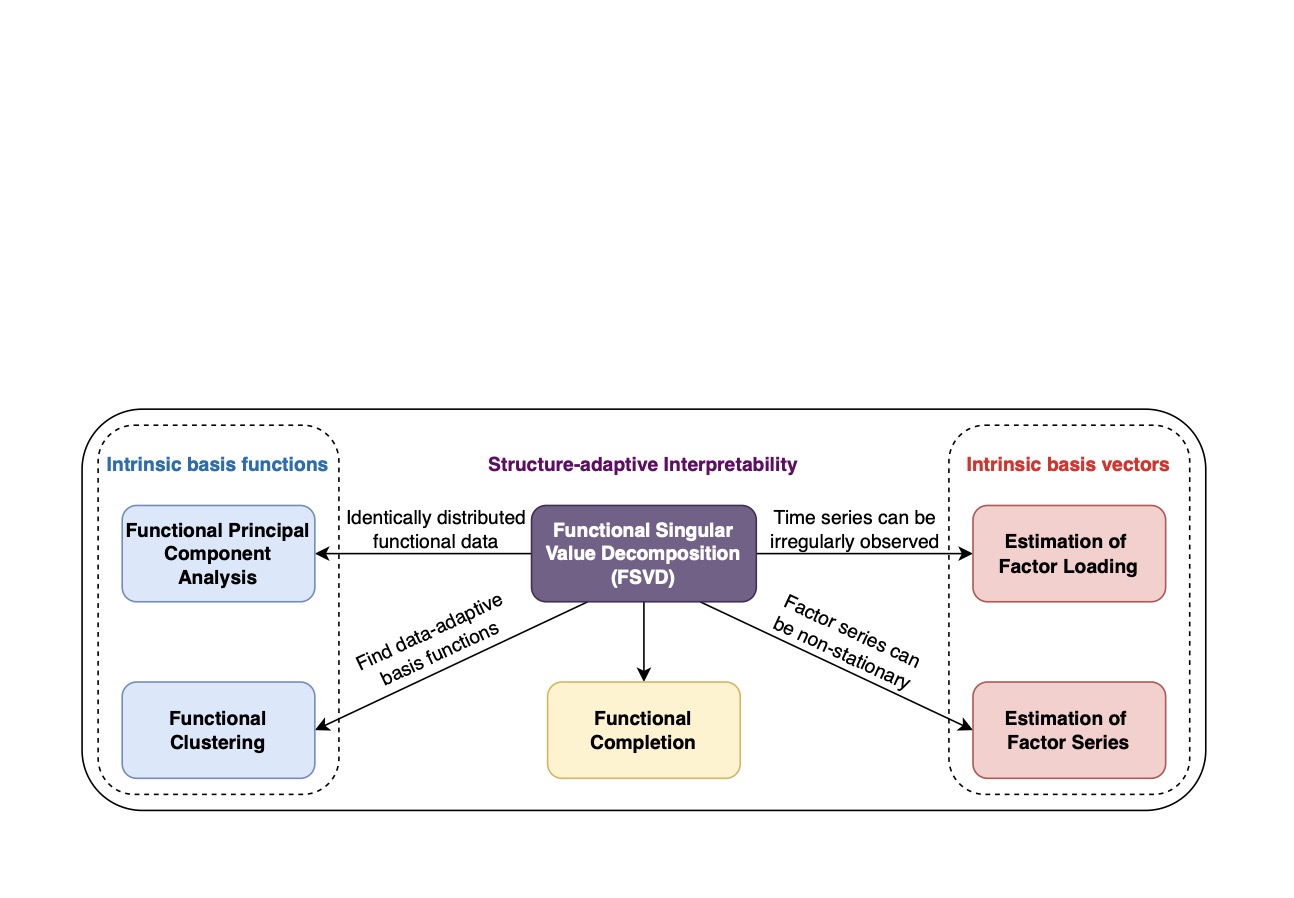 Intrinsic basis functions
Structure-adaptive Interpretability
Intrinsic basis vectors
Functional Principal
Component
Analysis
Identically distributed
functional data
Functional Singular
Value Decomposition
(FSVD)
Time series can be
irregularly observed
Estimation of
Factor Loading
Find data-adaptive
basis functions
Factor series can
be non-stationary
Functional
Clustering
Functional
Completion
Estimation of
Factor Series